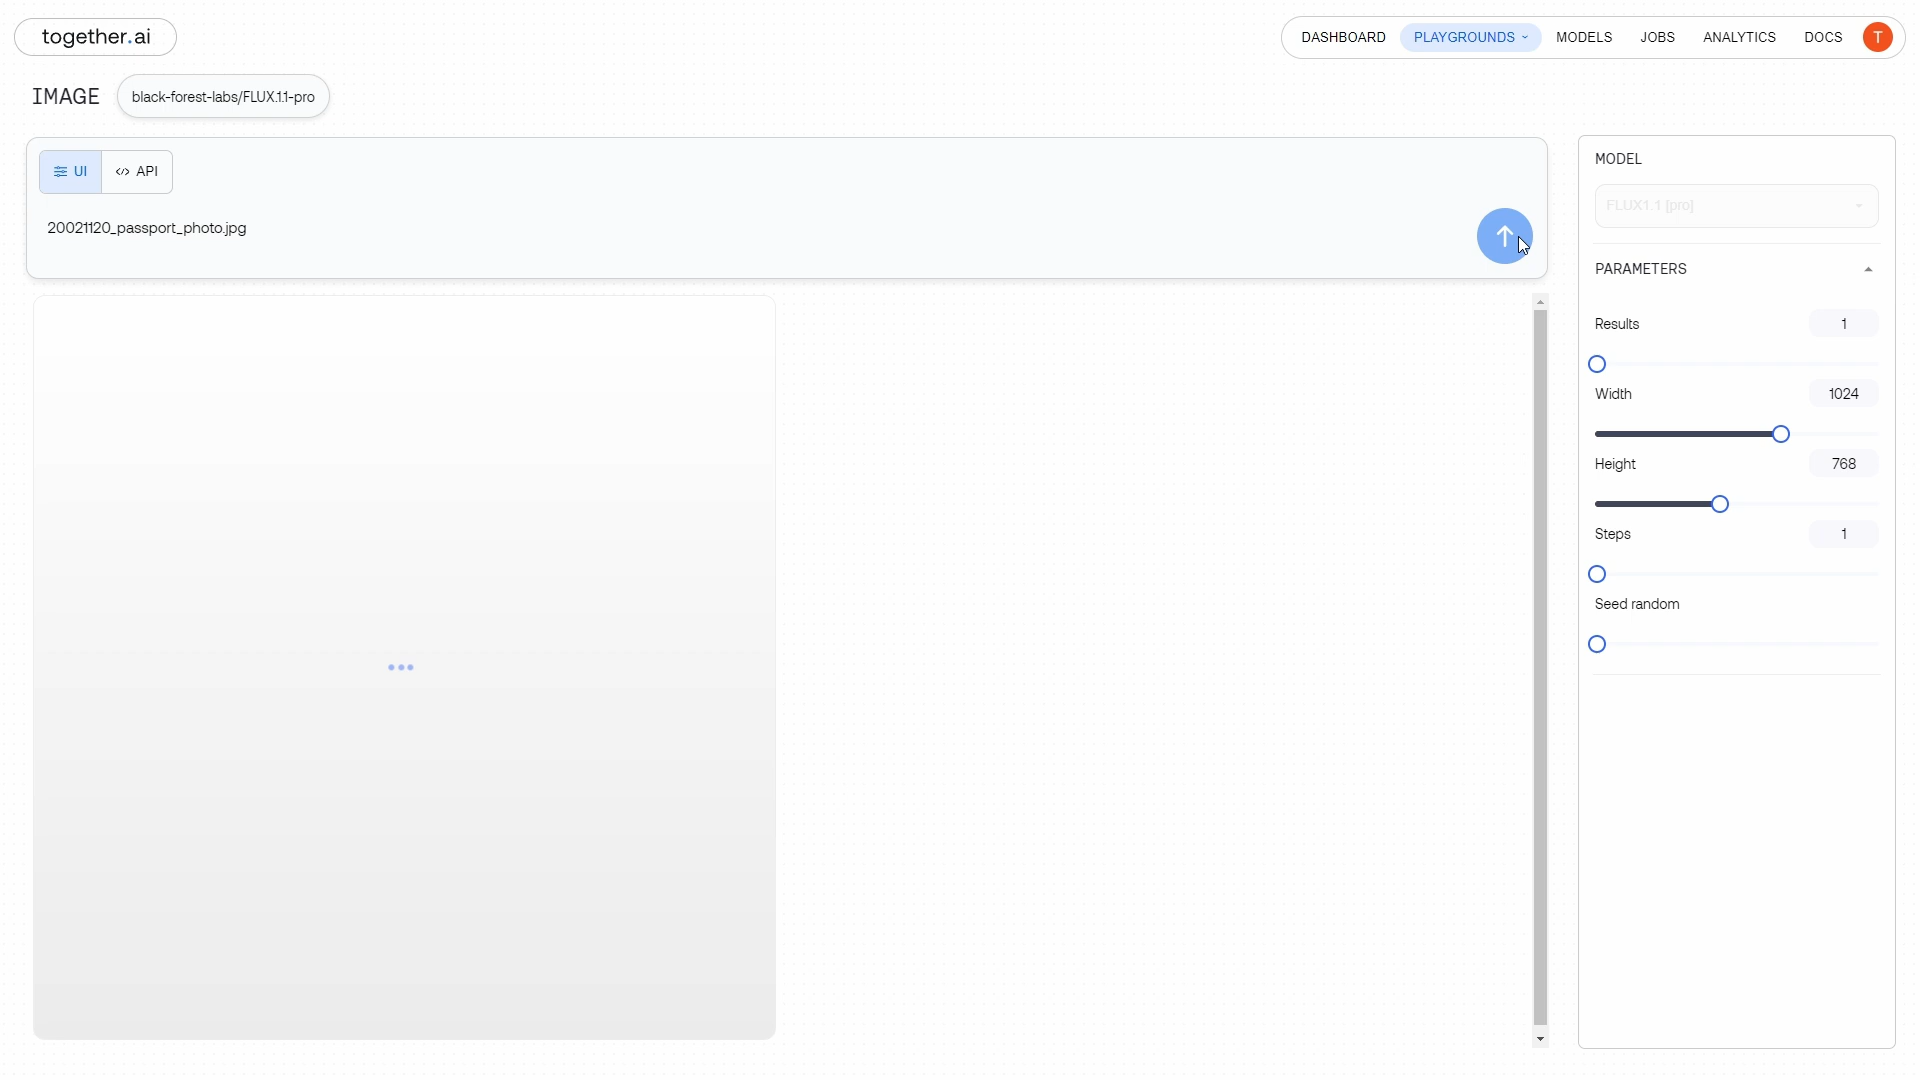 together.ai
DASHBOARD PLAYGROUNDS MODELS JOBS ANALYTICS DOCS T
IMAGE black-forest-labs/FLUX.1.1-pro
UI API
20021120_passport_photo.jpg
MODEL
FLUX1.1 [pro]
PARAMETERS
Results 1
Width 1024
Height 768
Steps 1
Seed random